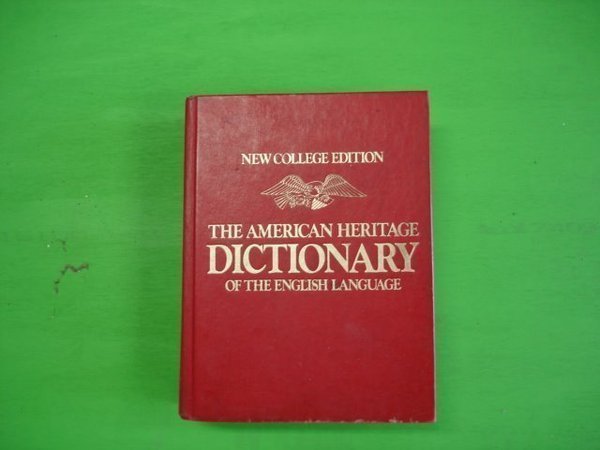 NEW COLLEGE EDITION
THE AMERICAN HERITAGE
DICTIONARY
OF THE ENGLISH LANGUAGE